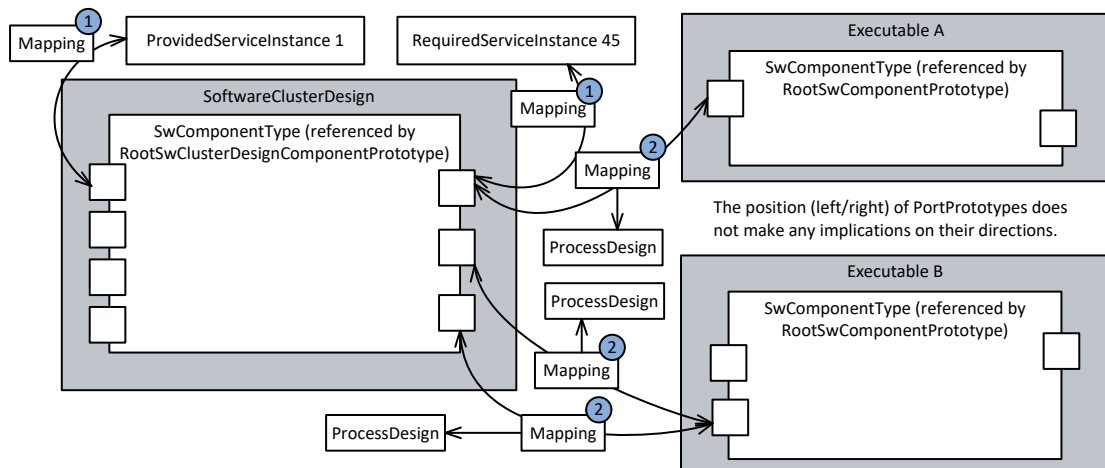 1
Mapping
ProvidedServiceInstance 1
RequiredServiceInstance 45
Executable A
SwComponentType (referenced by
RootSwComponentPrototype)
SoftwareClusterDesign
1
Mapping
SwComponentType (referenced by
RootSwClusterDesignComponentPrototype)
2
Mapping
The position (left/right) of PortPrototypes does
not make any implications on their directions.
ProcessDesign
Executable B
ProcessDesign
SwComponentType (referenced by
RootSwComponentPrototype)
2
Mapping
2
ProcessDesign
Mapping